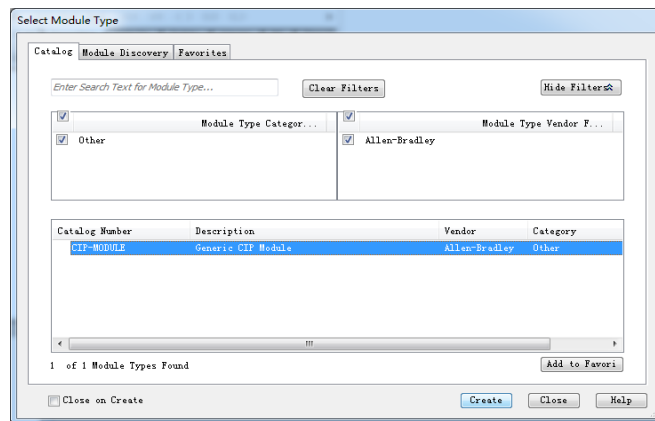 Select Module Type
Catalog Module Discovery Favorites
Enter Search Text for Module Type...
Clear Filters
Hide Filters
Module Type Categor...
Module Type Vendor F...
Other
Allen-Bradley
Catalog Number Description Vendor Category
CIP-MODULE Generic CIP Module Allen-Bradley Other
1 of 1 Module Types Found
Add to Favori
Close on Create
Create
Close
Help